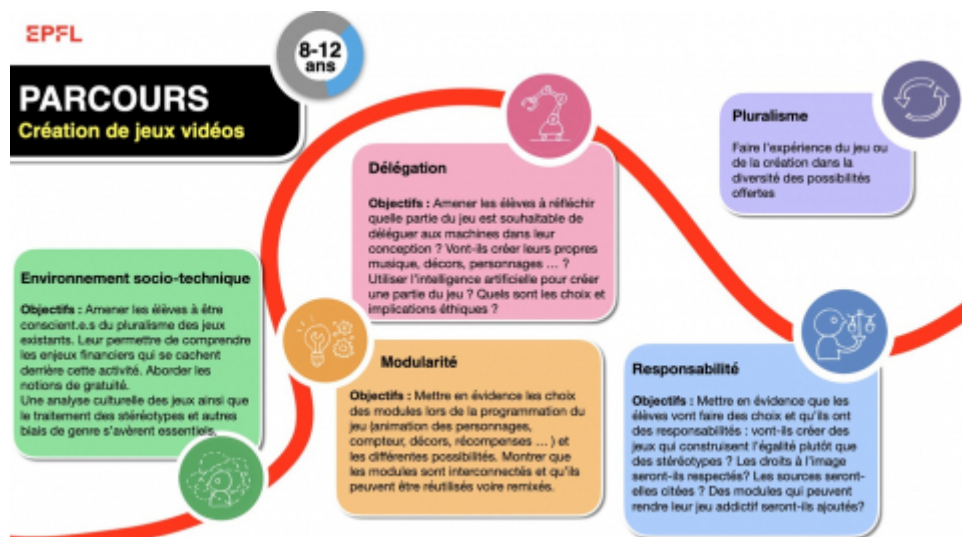 EPFL
8-12
ans
PARCOURS
Création de jeux vidéos
Environnement socio-technique
Objectifs : Amener les élèves à être
conscient.e.s du pluralisme des jeux
existants. Leur permettre de comprendre
les enjeux financiers qui se cachent
derrière cette activité. Aborder les
notions de gratuité.
Une analyse culturelle des jeux ainsi que
le traitement des stéréotypes et autres
biais de genre s'avèrent essentiels.
Modularité
Objectifs : Mettre en évidence les choix
des modules lors de la programmation du
jeu (animation des personnages,
compteur, décors, récompenses ... ) et
les différentes possibilités. Montrer que
les modules sont interconnectés et qu'ils
peuvent être réutilisés voire remixés.
Délégation
Objectifs : Amener les élèves à réfléchir
quelle partie du jeu est souhaitable de
déléguer aux machines dans leur
conception ? Vont-ils créer leurs propres
musique, décors, personnages ... ?
Utiliser l'intelligence artificielle pour créer
une partie du jeu ? Quels sont les choix et
implications éthiques ?
Responsabilité
Objectifs : Mettre en évidence que les
élèves vont faire des choix et qu'ils ont
des responsabilités : vont-ils créer des
jeux qui construisent l'égalité plutôt que
des stéréotypes ? Les droits à l'image
seront-ils respectés? Les sources seront-
elles citées ? Des modules qui peuvent
rendre leur jeu addictif seront-ils ajoutés?
Pluralisme
Faire l'expérience du jeu ou
de la création dans la
diversité des possibilités
offertes